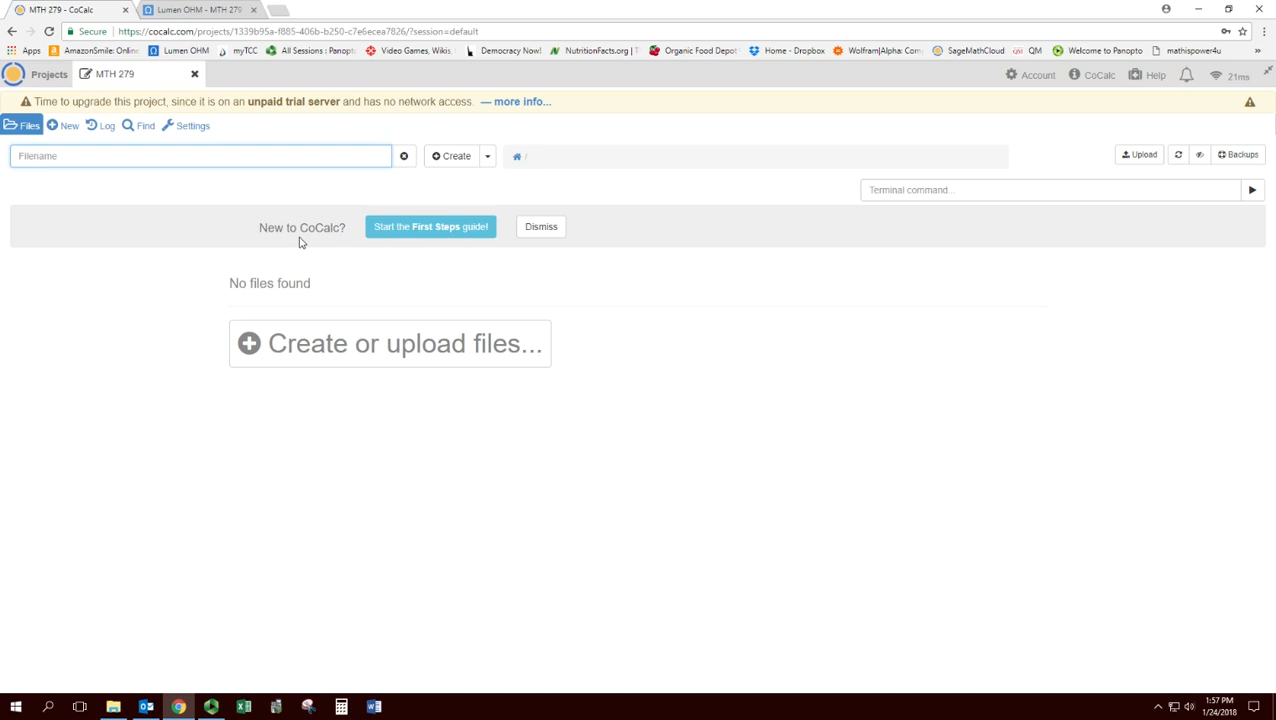 MTH 279 - CoCalc
Lumen OHM - MTH 279
Secure https://cocalc.com/projects/1339b95a-f885-406b-b250-c7e6ecea7826/?session=default
Apps AmazonSmile: Onlin Lumen OHM myTCC All Sessions : Panopt Video Games, Wikis, Democracy Now! NutritionFacts.org | T Organic Food Depot Home - Dropbox Wolfram|Alpha: Com SageMathCloud QM Welcome to Panopto mathispower4u »
Projects MTH 279 Account CoCalc Help 21ms
Time to upgrade this project, since it is on an unpaid trial server and has no network access. — more info...
Files New Log Find Settings
Filename Create / Upload Backups
Terminal command...
New to CoCalc? Start the First Steps guide! Dismiss
No files found
Create or upload files...
1:57 PM
1/24/2018